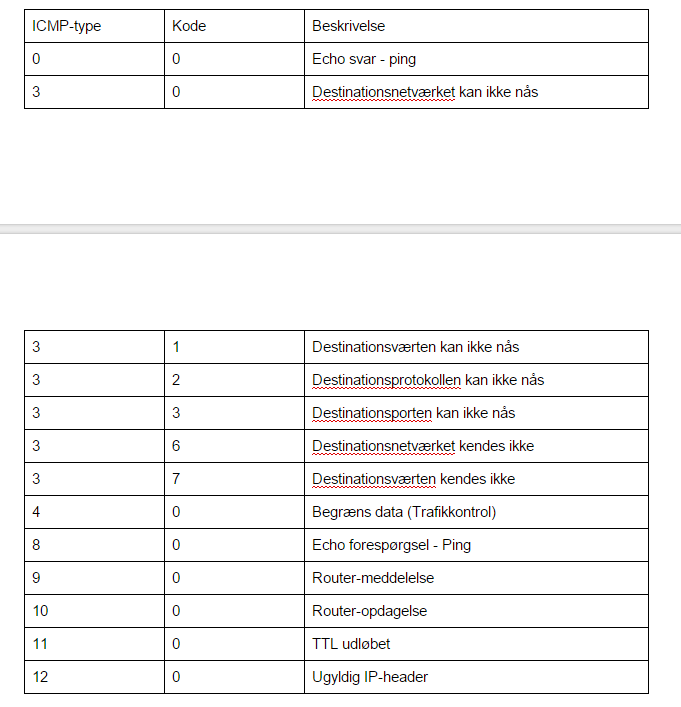 ICMP-type Kode Beskrivelse
0 0 Echo svar - ping
3 0 Destinationsnetværket kan ikke nås
3 1 Destinationsværten kan ikke nås
3 2 Destinationsprotokollen kan ikke nås
3 3 Destinationsporten kan ikke nås
3 6 Destinationsnetværket kendes ikke
3 7 Destinationsværten kendes ikke
4 0 Begræns data (Trafikkontrol)
8 0 Echo forespørgsel - Ping
9 0 Router-meddelelse
10 0 Router-opdagelse
11 0 TTL udløbet
12 0 Ugyldig IP-header